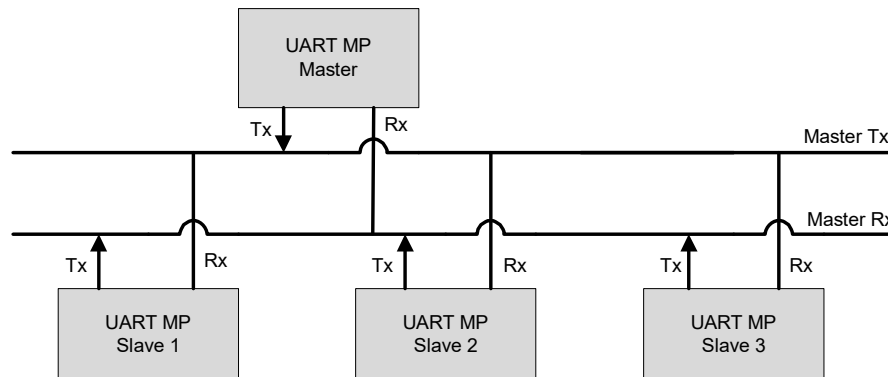 UART MP
Master
Tx
Rx
Master Tx
Master Rx
Tx
Rx
Tx
Rx
Tx
Rx
UART MP
Slave 1
UART MP
Slave 2
UART MP
Slave 3